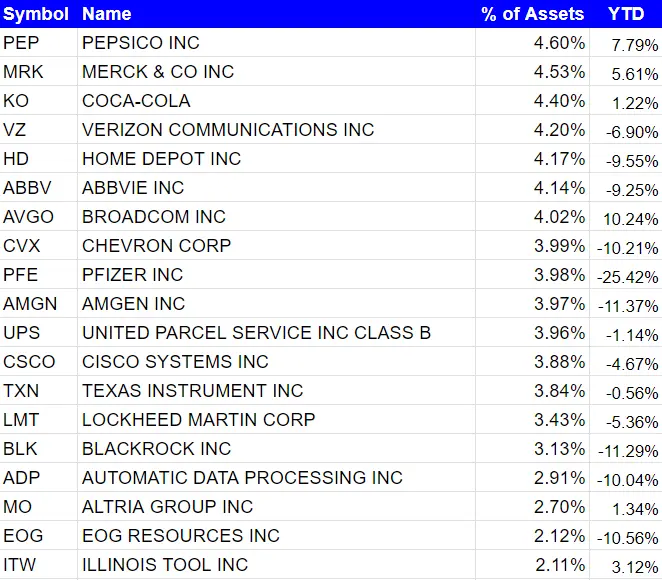 Symbol Name % of Assets YTD
PEP PEPSICO INC 4.60% 7.79%
MRK MERCK & CO INC 4.53% 5.61%
KO COCA-COLA 4.40% 1.22%
VZ VERIZON COMMUNICATIONS INC 4.20% -6.90%
HD HOME DEPOT INC 4.17% -9.55%
ABBV ABBVIE INC 4.14% -9.25%
AVGO BROADCOM INC 4.02% 10.24%
CVX CHEVRON CORP 3.99% -10.21%
PFE PFIZER INC 3.98% -25.42%
AMGN AMGEN INC 3.97% -11.37%
UPS UNITED PARCEL SERVICE INC CLASS B 3.96% -1.14%
CSCO CISCO SYSTEMS INC 3.88% -4.67%
TXN TEXAS INSTRUMENT INC 3.84% -0.56%
LMT LOCKHEED MARTIN CORP 3.43% -5.36%
BLK BLACKROCK INC 3.13% -11.29%
ADP AUTOMATIC DATA PROCESSING INC 2.91% -10.04%
MO ALTRIA GROUP INC 2.70% 1.34%
EOG EOG RESOURCES INC 2.12% -10.56%
ITW ILLINOIS TOOL INC 2.11% 3.12%